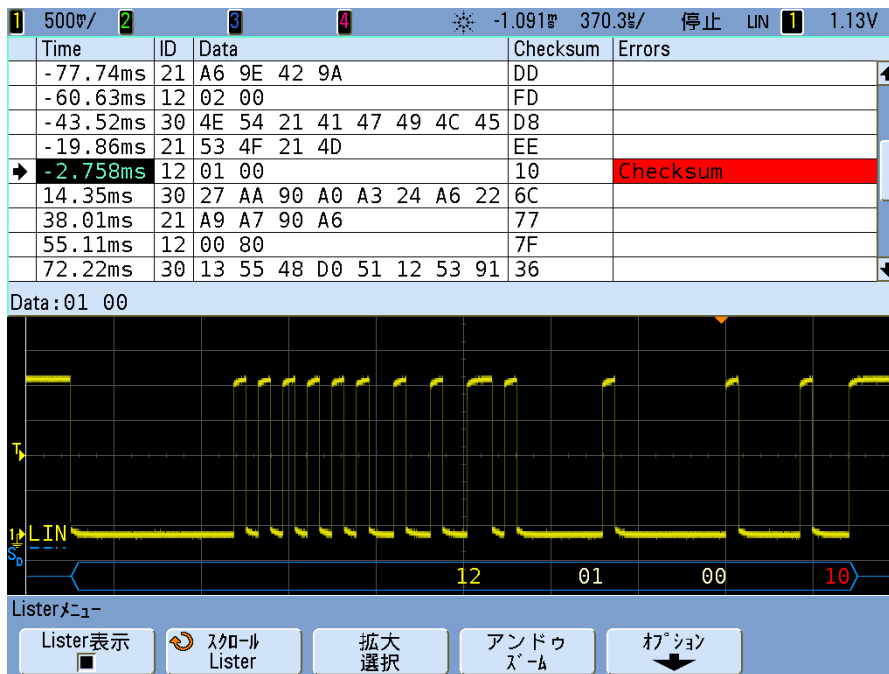 1 500mV/ 2 3 4 -1.091ms 370.3us/ 停止 LIN 1 1.13V
Time ID Data Checksum Errors
-77.74ms 21 A6 9E 42 9A DD
-60.63ms 12 02 00 FD
-43.52ms 30 4E 54 21 41 47 49 4C 45 D8
-19.86ms 21 53 4F 21 4D EE
-2.758ms 12 01 00 10 Checksum
14.35ms 30 27 AA 90 A0 A3 24 A6 22 6C
38.01ms 21 A9 A7 90 A6 77
55.11ms 12 00 80 7F
72.22ms 30 13 55 48 D0 51 12 53 91 36
Data:01 00
T
1 LIN
SD
12 01 00 10
Listerﾒﾆｭｰ
Lister表示 ｽｸﾛｰﾙ 拡大 アンドゥ ｵﾌﾟｼｮﾝ
Lister 選択 ｽﾞｰﾑ